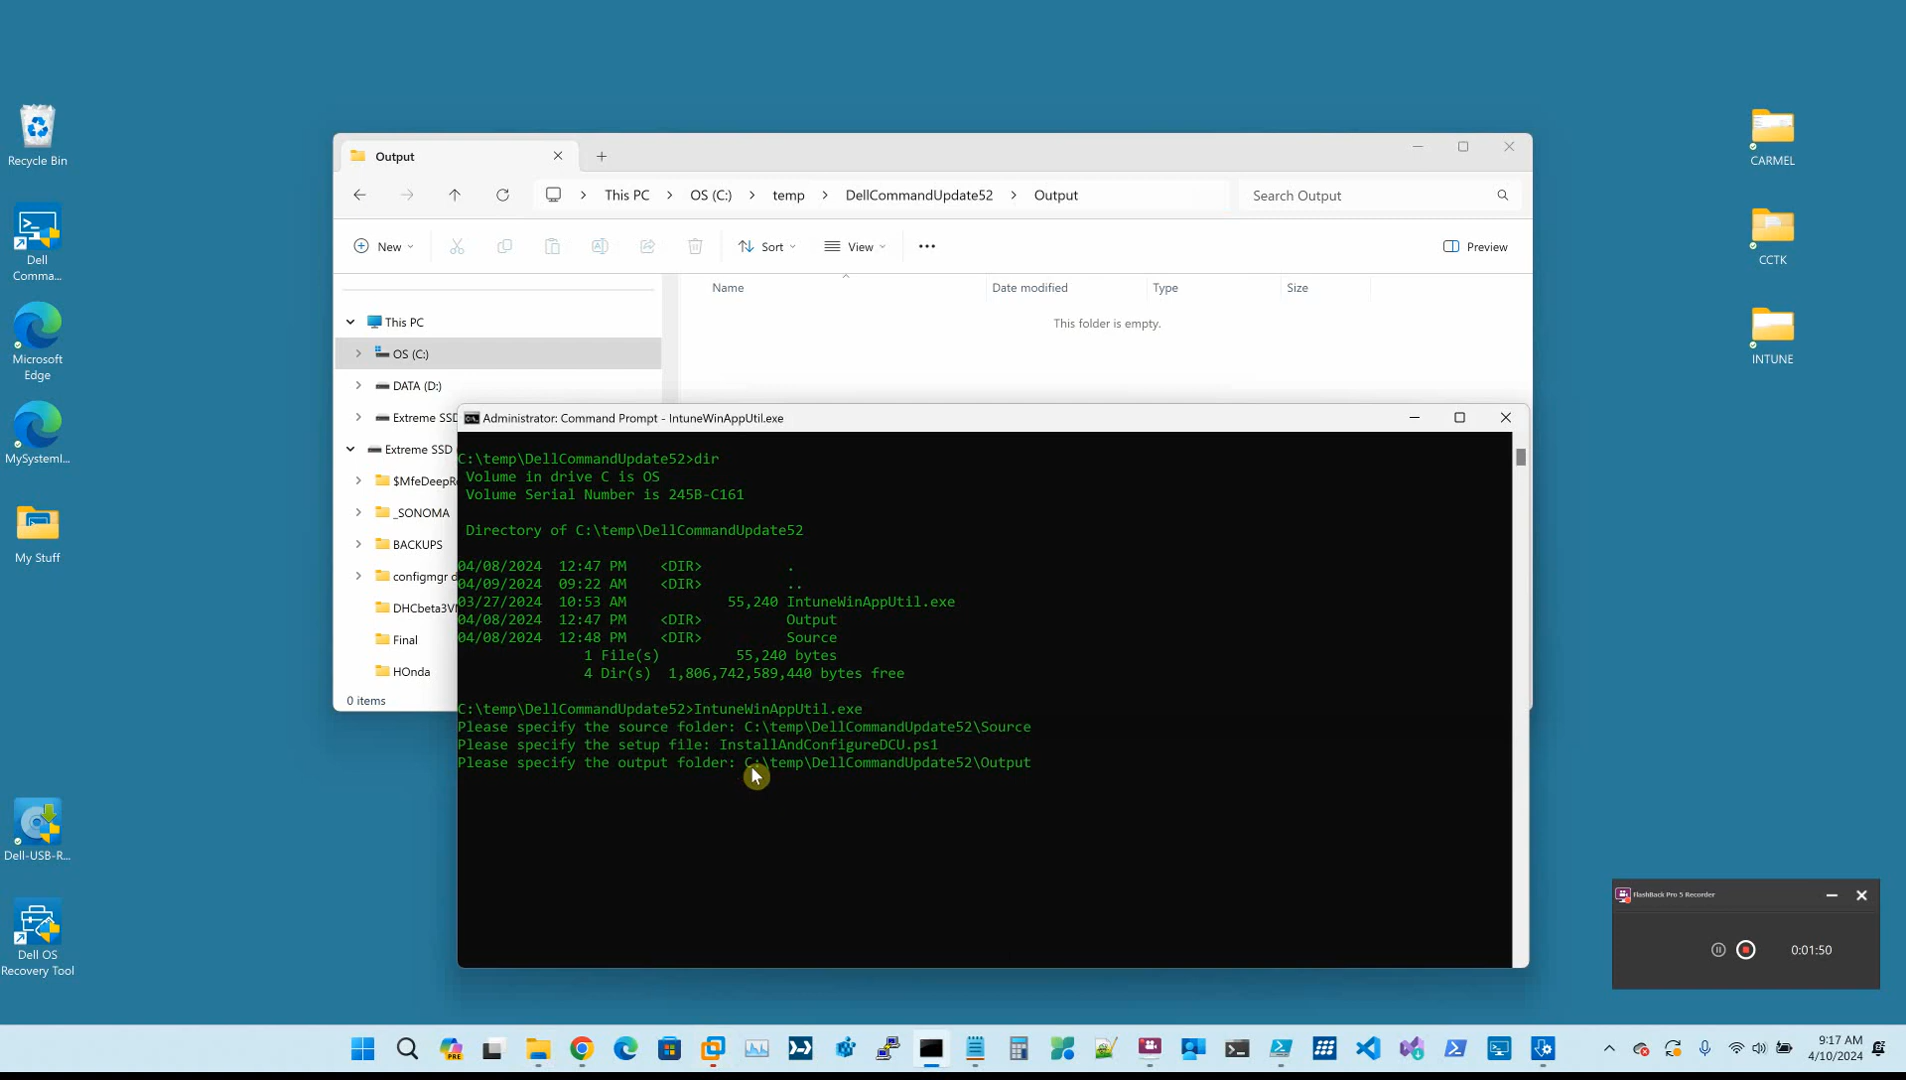 Recycle Bin
Dell
Comma...
Microsoft
Edge
MySystemI...
My Stuff
Dell-USB-R...
Dell OS
Recovery Tool
CARMEL
CCTK
INTUNE
Output
This PC > OS (C:) > temp > DellCommandUpdate52 > Output
Search Output
New
Sort
View
Preview
Name
Date modified
Type
Size
This folder is empty.
This PC
OS (C:)
DATA (D:)
Extreme SSD
Extreme SSD
$MfeDeepR
_SONOMA
BACKUPS
configmgr d
DHCbeta3VM
Final
HOnda
0 items
Administrator: Command Prompt - IntuneWinAppUtil.exe
C:\temp\DellCommandUpdate52>dir
Volume in drive C is OS
Volume Serial Number is 245B-C161
Directory of C:\temp\DellCommandUpdate52
04/08/2024 12:47 PM <DIR> .
04/09/2024 09:22 AM <DIR> ..
03/27/2024 10:53 AM 55,240 IntuneWinAppUtil.exe
04/08/2024 12:47 PM <DIR> Output
04/08/2024 12:48 PM <DIR> Source
1 File(s) 55,240 bytes
4 Dir(s) 1,806,742,589,440 bytes free
C:\temp\DellCommandUpdate52>IntuneWinAppUtil.exe
Please specify the source folder: C:\temp\DellCommandUpdate52\Source
Please specify the setup file: InstallAndConfigureDCU.ps1
Please specify the output folder: C:\temp\DellCommandUpdate52\Output
FlashBack Pro 5 Recorder
0:01:50
PRE
9:17 AM
4/10/2024